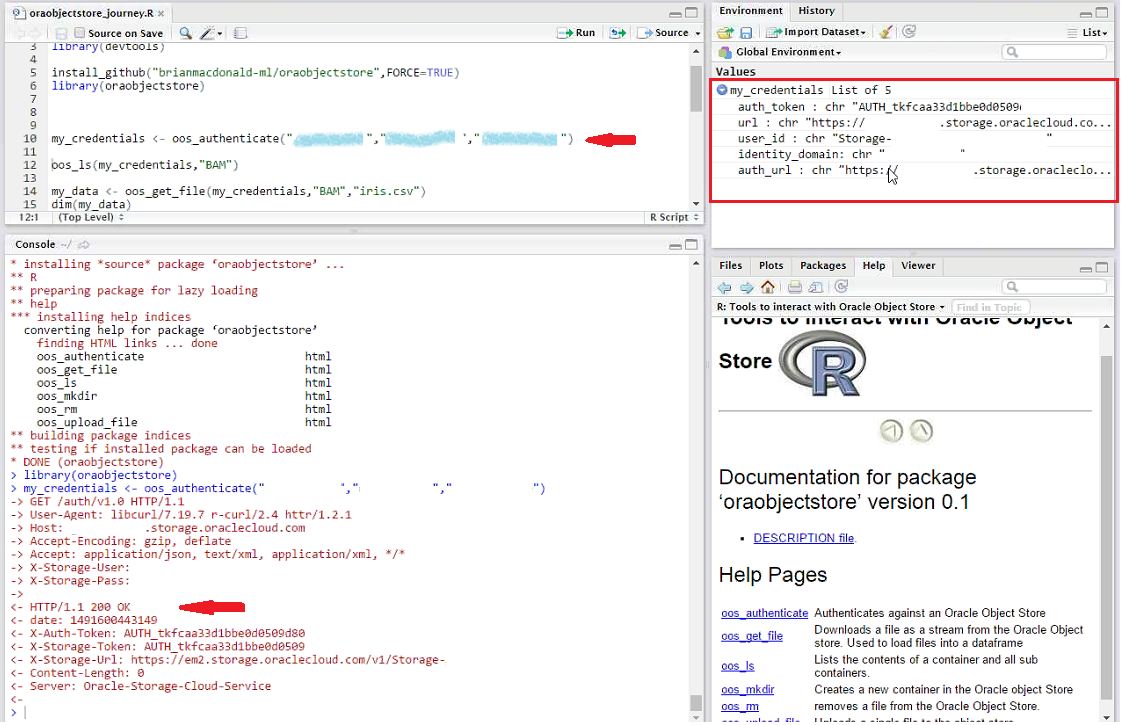 oraobjectstore_journey.R ×
Source on Save
Run
Source
3 library(devtools)
4
5 install_github("brianmacdonald-ml/oraobjectstore",FORCE=TRUE)
6 library(oraobjectstore)
7
8
9
10 my_credentials <- oos_authenticate(" "," "," ")
11
12 oos_ls(my_credentials,"BAM")
13
14 my_data <- oos_get_file(my_credentials,"BAM","iris.csv")
15 dim(my_data)
12:1 (Top Level) R Script
Console ~/
* installing *source* package ‘oraobjectstore’ ...
** R
** preparing package for lazy loading
** help
*** installing help indices
converting help for package ‘oraobjectstore’
finding HTML links ... done
oos_authenticate html
oos_get_file html
oos_ls html
oos_mkdir html
oos_rm html
oos_upload_file html
** building package indices
** testing if installed package can be loaded
* DONE (oraobjectstore)
> library(oraobjectstore)
> my_credentials <- oos_authenticate(" "," "," ")
-> GET /auth/v1.0 HTTP/1.1
-> User-Agent: libcurl/7.19.7 r-curl/2.4 httr/1.2.1
-> Host: .storage.oraclecloud.com
-> Accept-Encoding: gzip, deflate
-> Accept: application/json, text/xml, application/xml, */*
-> X-Storage-User:
-> X-Storage-Pass:
->
<- HTTP/1.1 200 OK
<- date: 1491600443149
<- X-Auth-Token: AUTH_tkfcaa33d1bbe0d0509d80
<- X-Storage-Token: AUTH_tkfcaa33d1bbe0d0509
<- X-Storage-Url: https://em2.storage.oraclecloud.com/v1/Storage-
<- Content-Length: 0
<- Server: Oracle-Storage-Cloud-Service
<-
>
Environment History
Import Dataset List
Global Environment
Values
my_credentials List of 5
auth_token : chr "AUTH_tkfcaa33d1bbe0d0509
url : chr "https:// .storage.oraclecloud.co...
user_id : chr "Storage- "
identity_domain: chr " "
auth_url : chr "https:// .storage.oracleclo...
Files Plots Packages Help Viewer
R: Tools to interact with Oracle Object Store Find in Topic
Tools to interact with Oracle Object
Store R
Documentation for package
‘oraobjectstore’ version 0.1
• DESCRIPTION file.
Help Pages
oos_authenticate Authenticates against an Oracle Object Store
oos_get_file Downloads a file as a stream from the Oracle Object
store. Used to load files into a dataframe
oos_ls Lists the contents of a container and all sub
containers.
oos_mkdir Creates a new container in the Oracle object Store
oos_rm removes a file from the Oracle Object Store.
oos_upload_file Uploads a single file to the object store